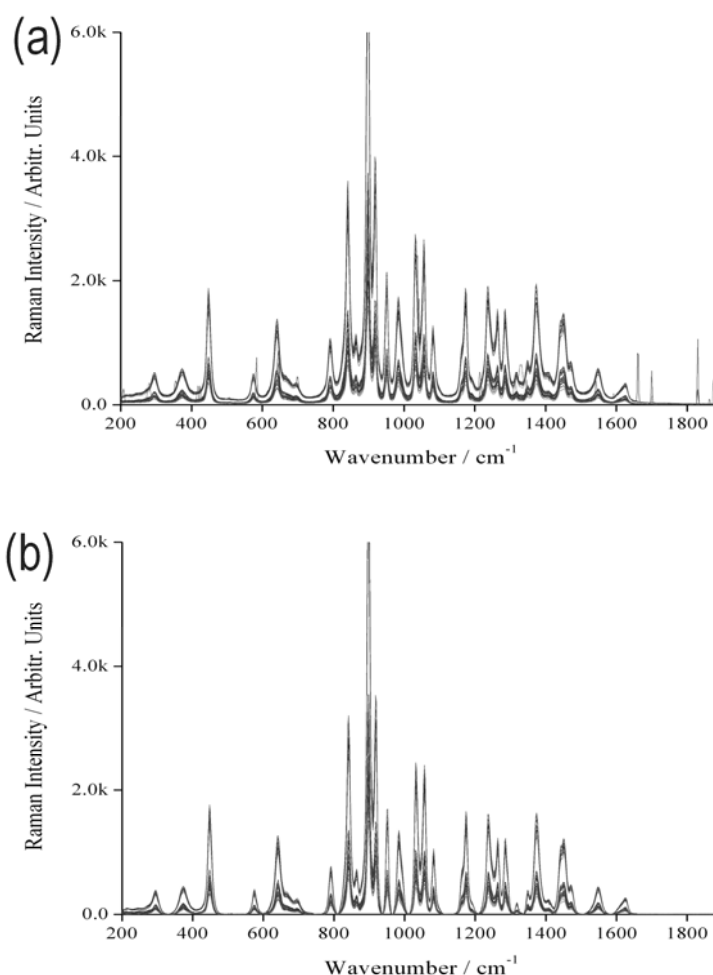 (a)
6.0k
4.0k
2.0k
0.0
Raman Intensity / Arbitr. Units
200 400 600 800 1000 1200 1400 1600 1800
Wavenumber / cm⁻¹
(b)
6.0k
4.0k
2.0k
0.0
Raman Intensity / Arbitr. Units
200 400 600 800 1000 1200 1400 1600 1800
Wavenumber / cm⁻¹